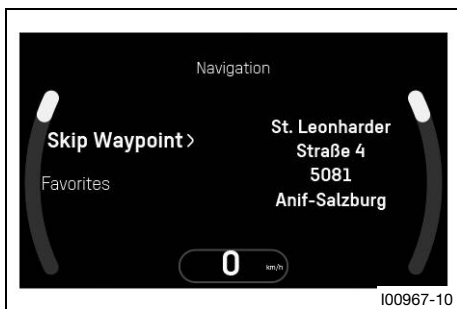 Navigation
Skip Waypoint >
Favorites
St. Leonharder
Straße 4
5081
Anif-Salzburg
0 km/h
I00967-10